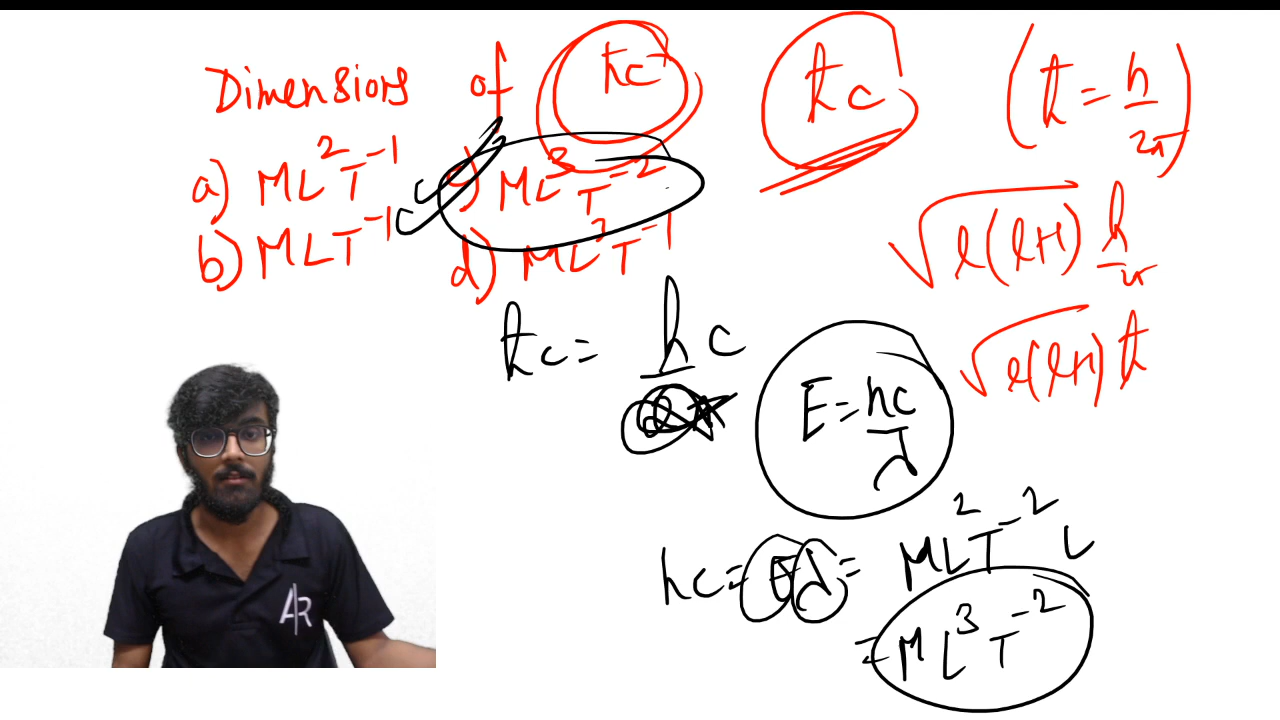 Dimensions of ħc ħc (ħ = h/2π)
a) ML²T⁻¹ c) ML³T⁻²
b) MLT⁻¹ d) ML³T⁻¹
√l(l+1) h/2π
√l(l+1) ħ
ħc = hc/2π
E = hc/λ
hc = Eλ = ML²T⁻² L
= ML³T⁻²
AR